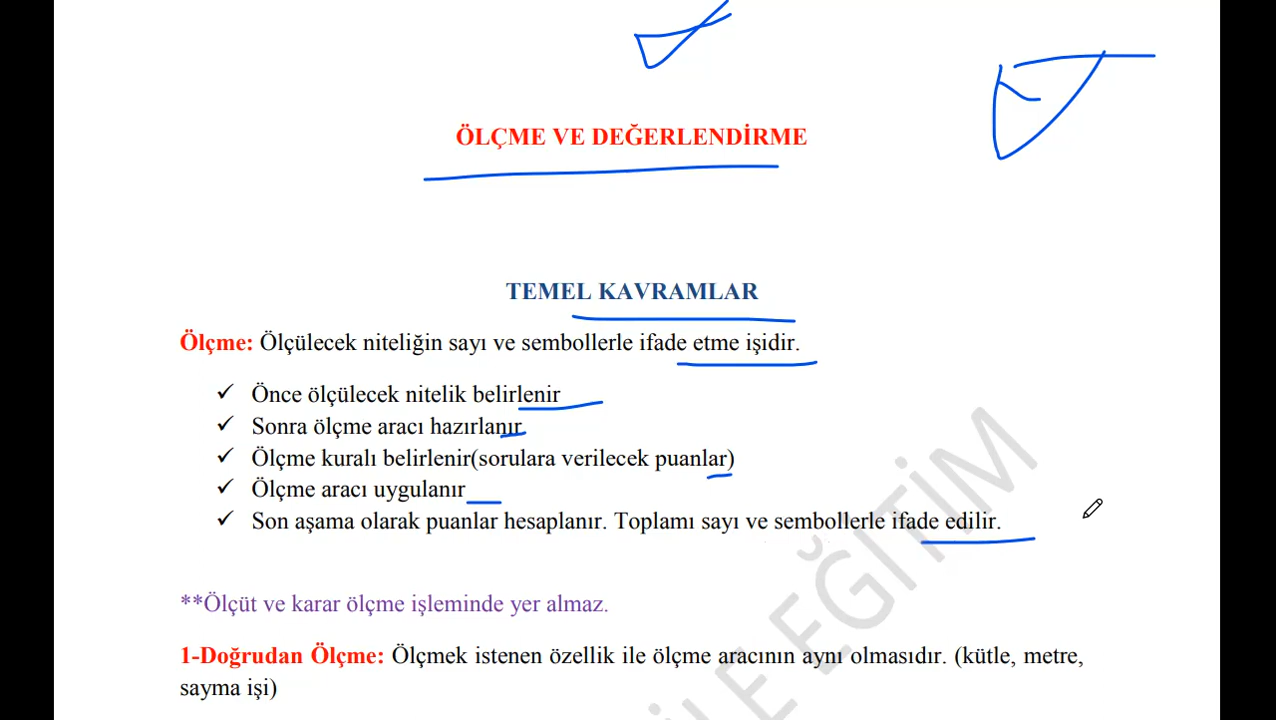 ÖLÇME VE DEĞERLENDİRME
TEMEL KAVRAMLAR
Ölçme: Ölçülecek niteliğin sayı ve sembollerle ifade etme işidir.
✓ Önce ölçülecek nitelik belirlenir
✓ Sonra ölçme aracı hazırlanır.
✓ Ölçme kuralı belirlenir(sorulara verilecek puanlar)
✓ Ölçme aracı uygulanır
✓ Son aşama olarak puanlar hesaplanır. Toplamı sayı ve sembollerle ifade edilir.
**Ölçüt ve karar ölçme işleminde yer almaz.
1-Doğrudan Ölçme: Ölçmek istenen özellik ile ölçme aracının aynı olmasıdır. (kütle, metre,
sayma işi)
İLE EĞİTİM